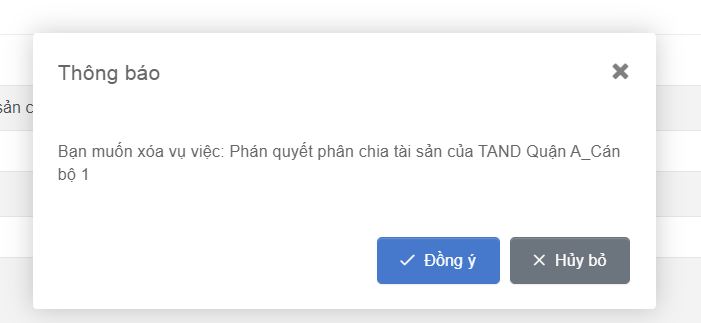 Thông báo
sản c
Bạn muốn xóa vụ việc: Phán quyết phân chia tài sản của TAND Quận A_Cán
bộ 1
Đồng ý
Hủy bỏ